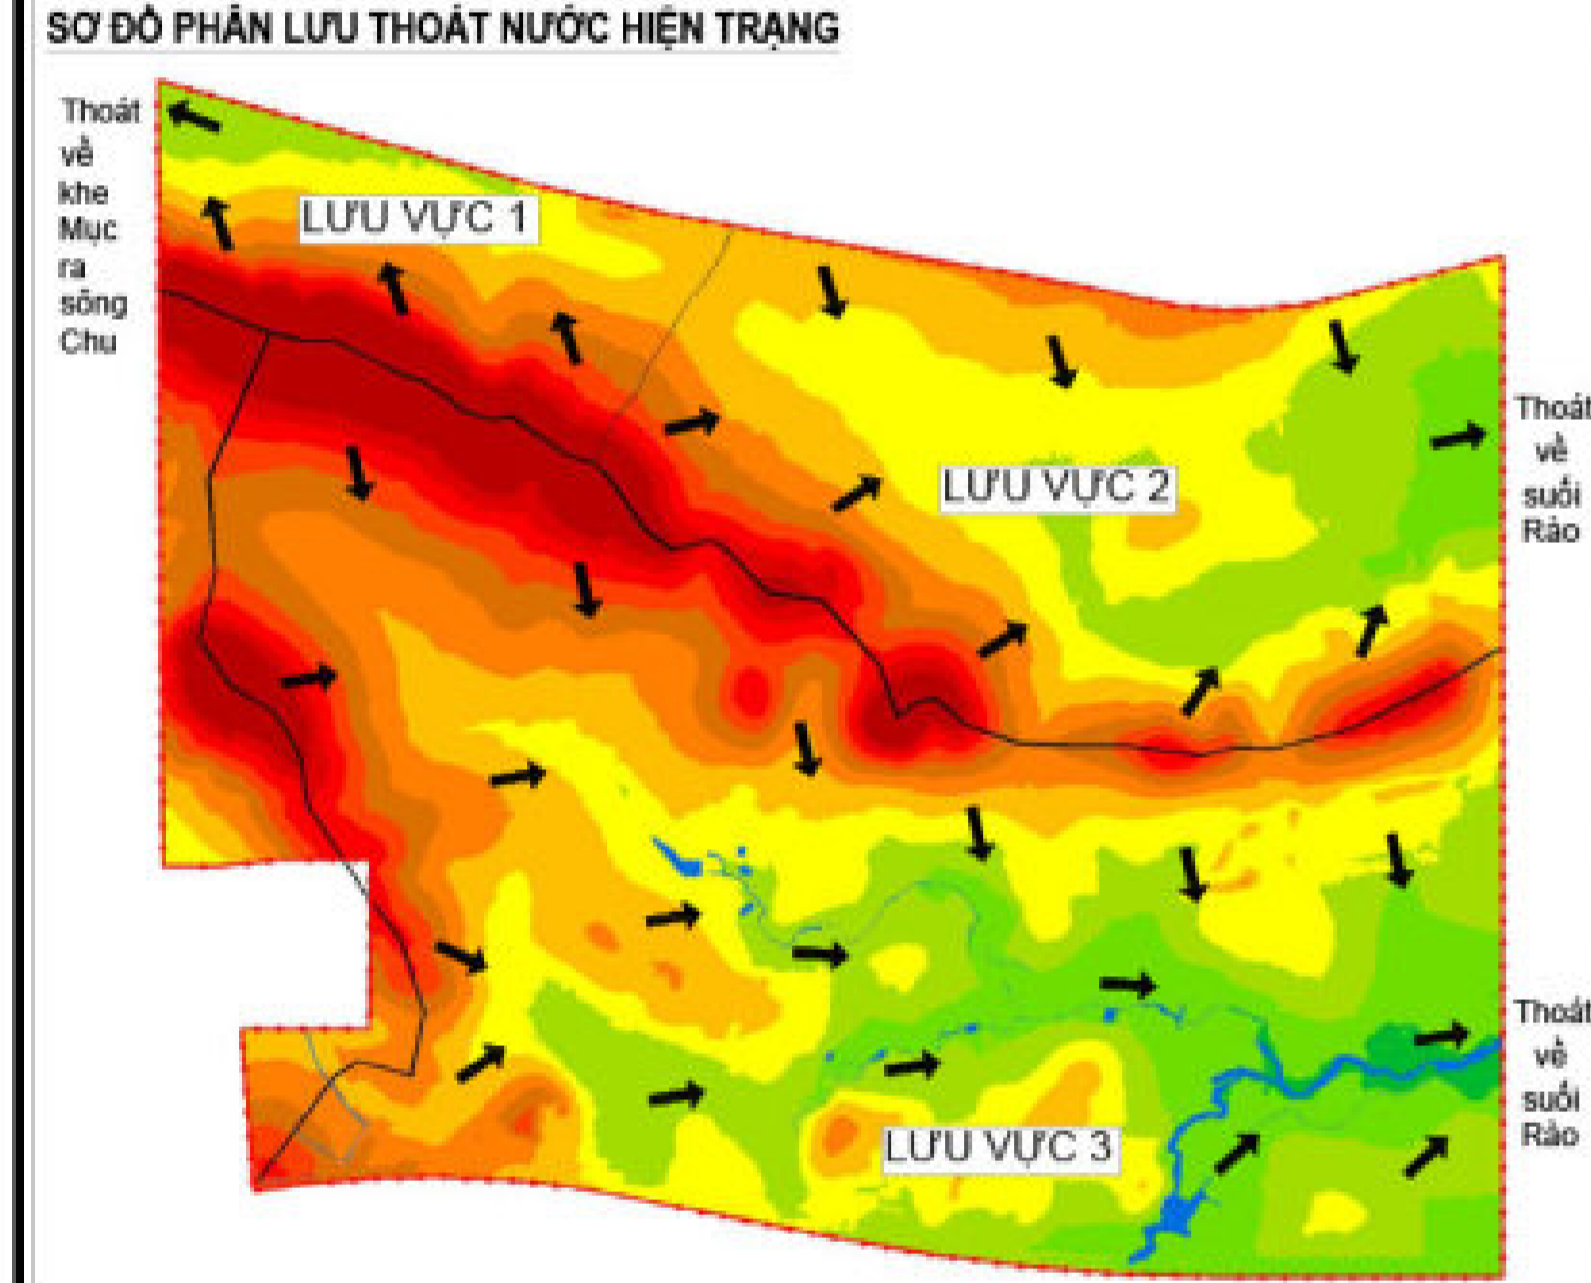 SƠ ĐỒ PHÂN LƯU THOÁT NƯỚC HIỆN TRẠNG
Thoát
về
khe
Mục
ra
sông
Chu
LƯU VỰC 1
LƯU VỰC 2
Thoát
về
suối
Rào
Thoát
về
suối
Rào
LƯU VỰC 3